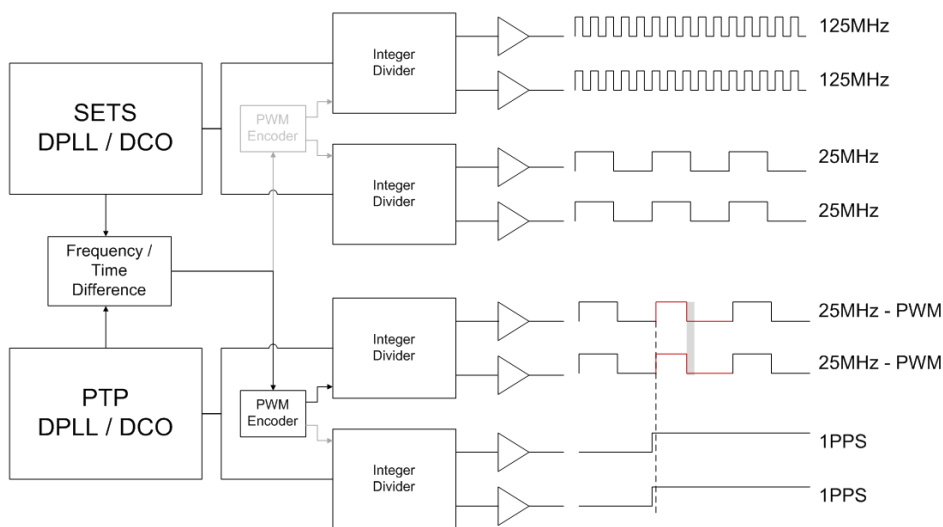 Integer
Divider
125MHz
125MHz
SETS
DPLL / DCO
PWM
Encoder
Integer
Divider
25MHz
25MHz
Frequency /
Time
Difference
Integer
Divider
25MHz - PWM
25MHz - PWM
PTP
DPLL / DCO
PWM
Encoder
Integer
Divider
1PPS
1PPS